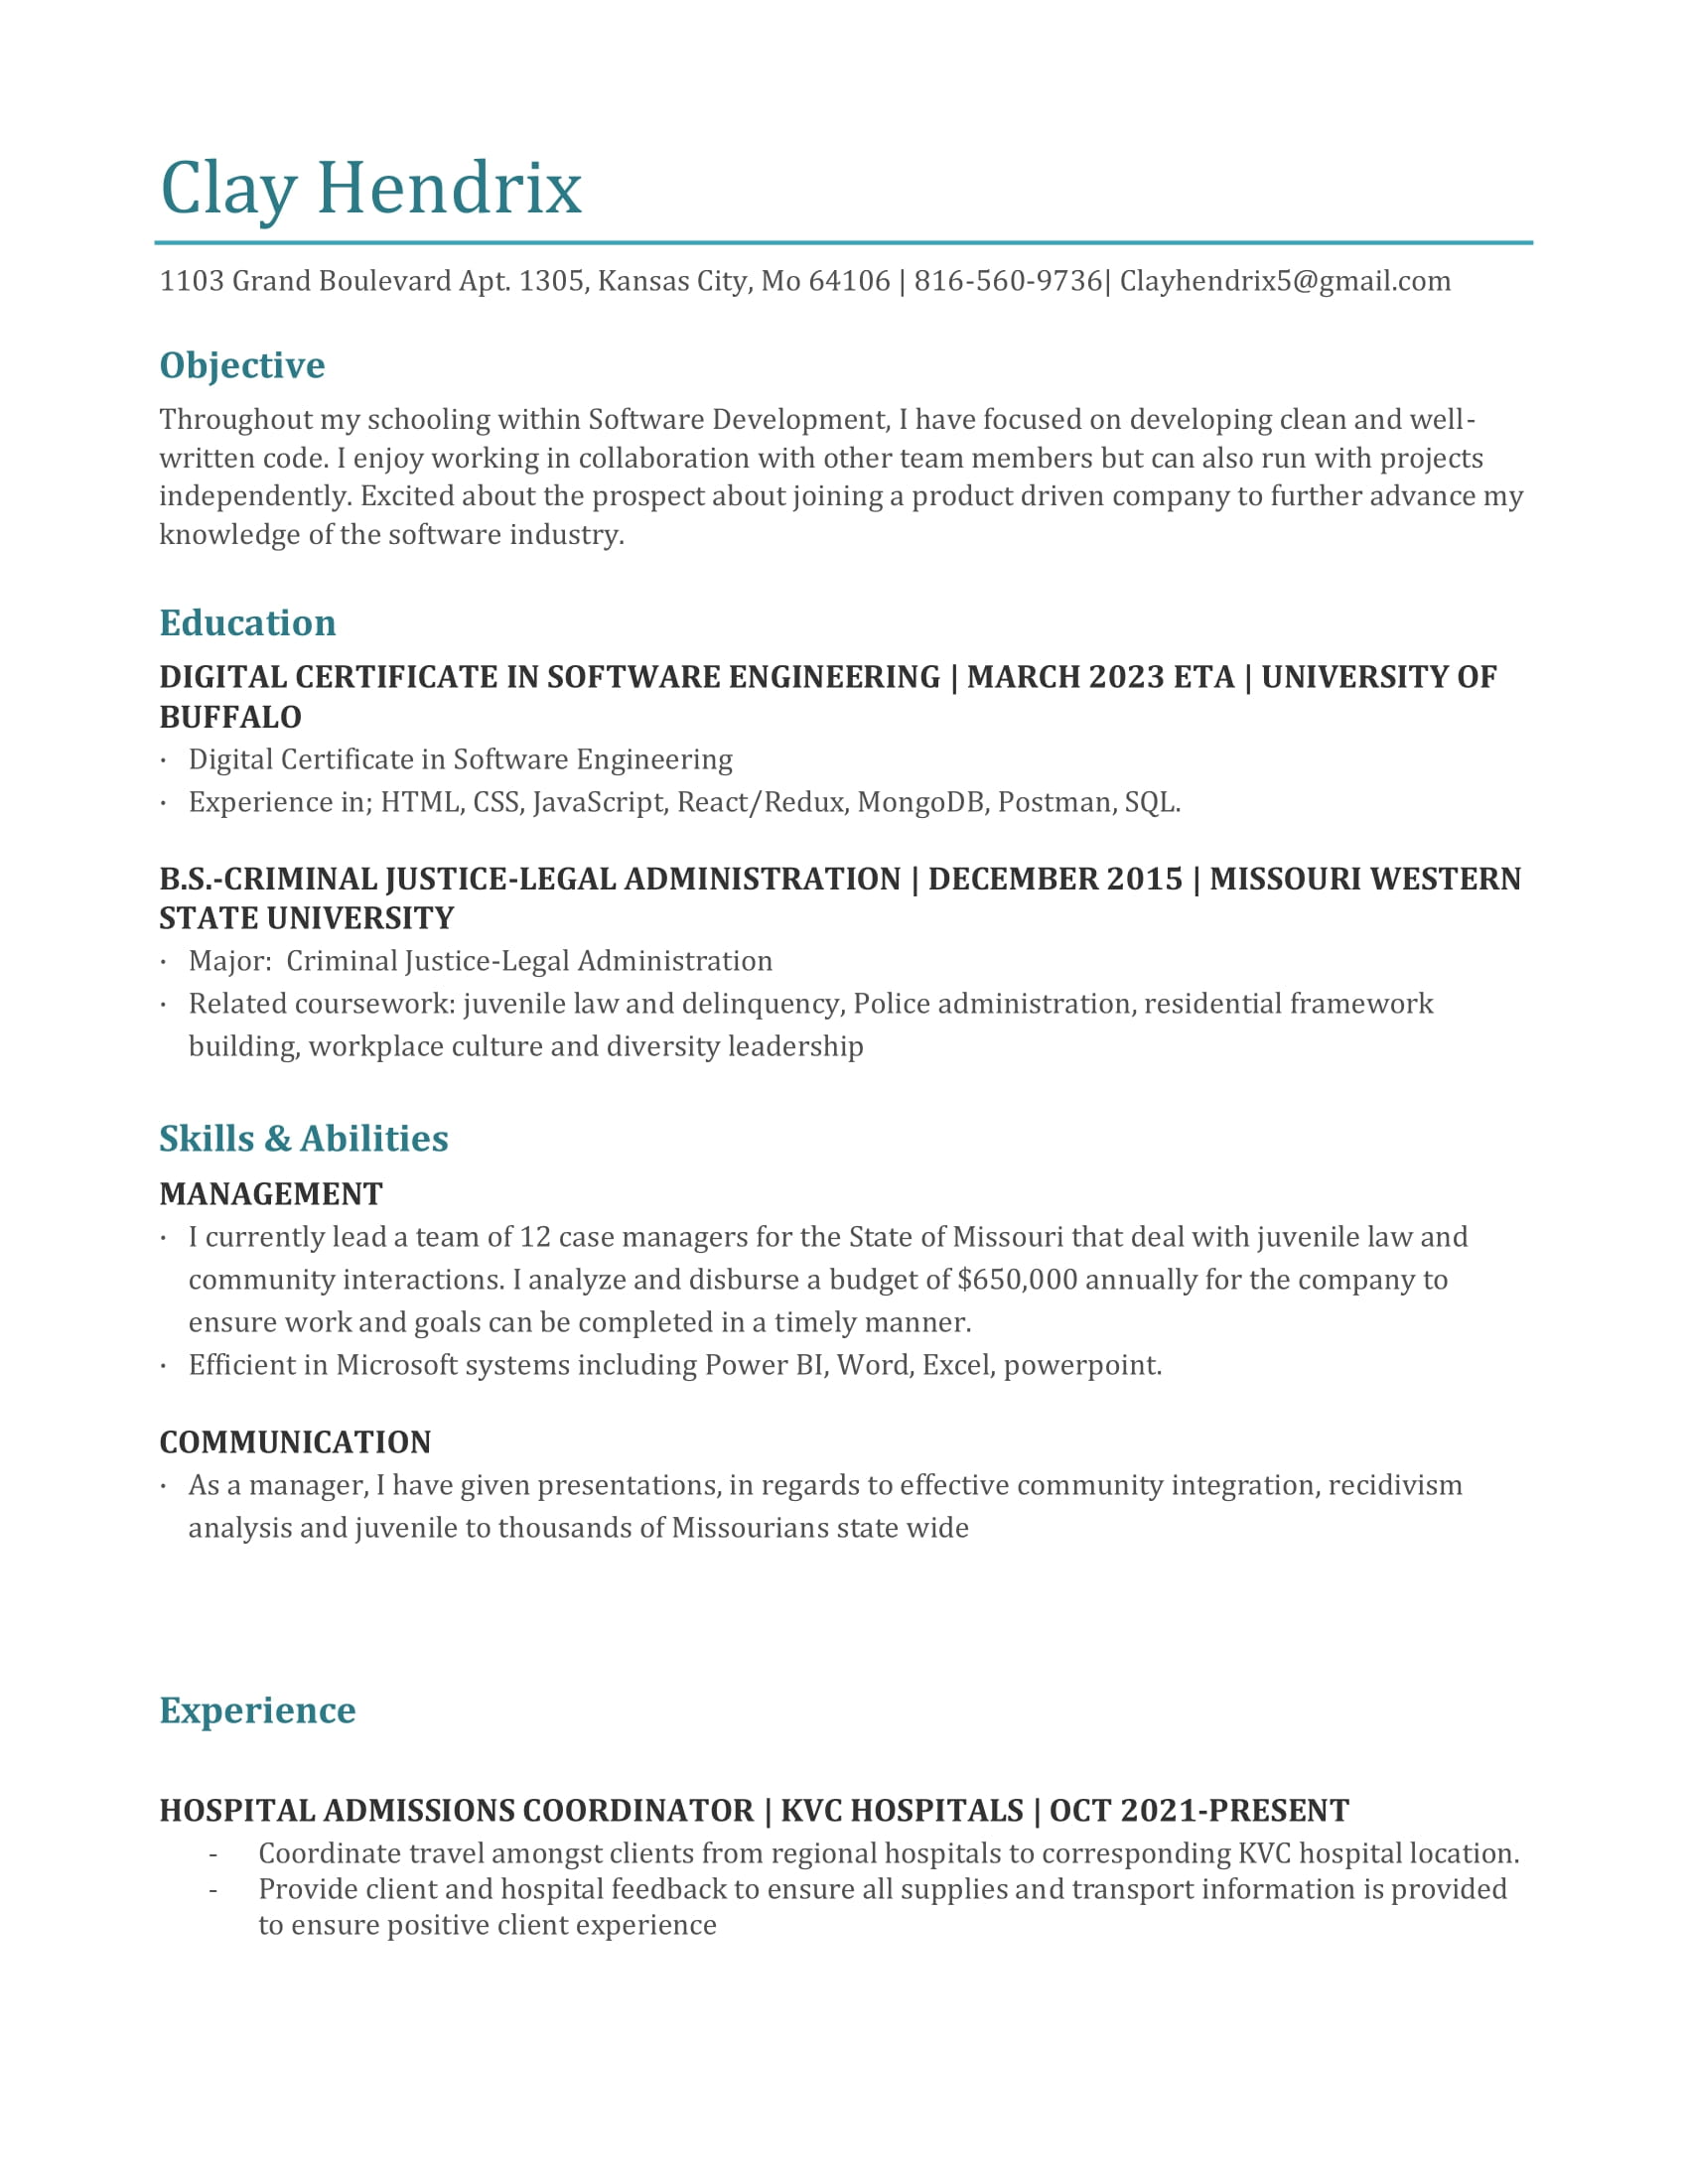 Clay Hendrix
1103 Grand Boulevard Apt. 1305, Kansas City, Mo 64106 | 816-560-9736| Clayhendrix5@gmail.com
Objective
Throughout my schooling within Software Development, I have focused on developing clean and well-
written code. I enjoy working in collaboration with other team members but can also run with projects
independently. Excited about the prospect about joining a product driven company to further advance my
knowledge of the software industry.
Education
DIGITAL CERTIFICATE IN SOFTWARE ENGINEERING | MARCH 2023 ETA | UNIVERSITY OF
BUFFALO
· Digital Certificate in Software Engineering
· Experience in; HTML, CSS, JavaScript, React/Redux, MongoDB, Postman, SQL.
B.S.-CRIMINAL JUSTICE-LEGAL ADMINISTRATION | DECEMBER 2015 | MISSOURI WESTERN
STATE UNIVERSITY
· Major:  Criminal Justice-Legal Administration
· Related coursework: juvenile law and delinquency, Police administration, residential framework
building, workplace culture and diversity leadership
Skills & Abilities
MANAGEMENT
· I currently lead a team of 12 case managers for the State of Missouri that deal with juvenile law and
community interactions. I analyze and disburse a budget of $650,000 annually for the company to
ensure work and goals can be completed in a timely manner.
· Efficient in Microsoft systems including Power BI, Word, Excel, powerpoint.
COMMUNICATION
· As a manager, I have given presentations, in regards to effective community integration, recidivism
analysis and juvenile to thousands of Missourians state wide
Experience
HOSPITAL ADMISSIONS COORDINATOR | KVC HOSPITALS | OCT 2021-PRESENT
- Coordinate travel amongst clients from regional hospitals to corresponding KVC hospital location.
- Provide client and hospital feedback to ensure all supplies and transport information is provided
to ensure positive client experience